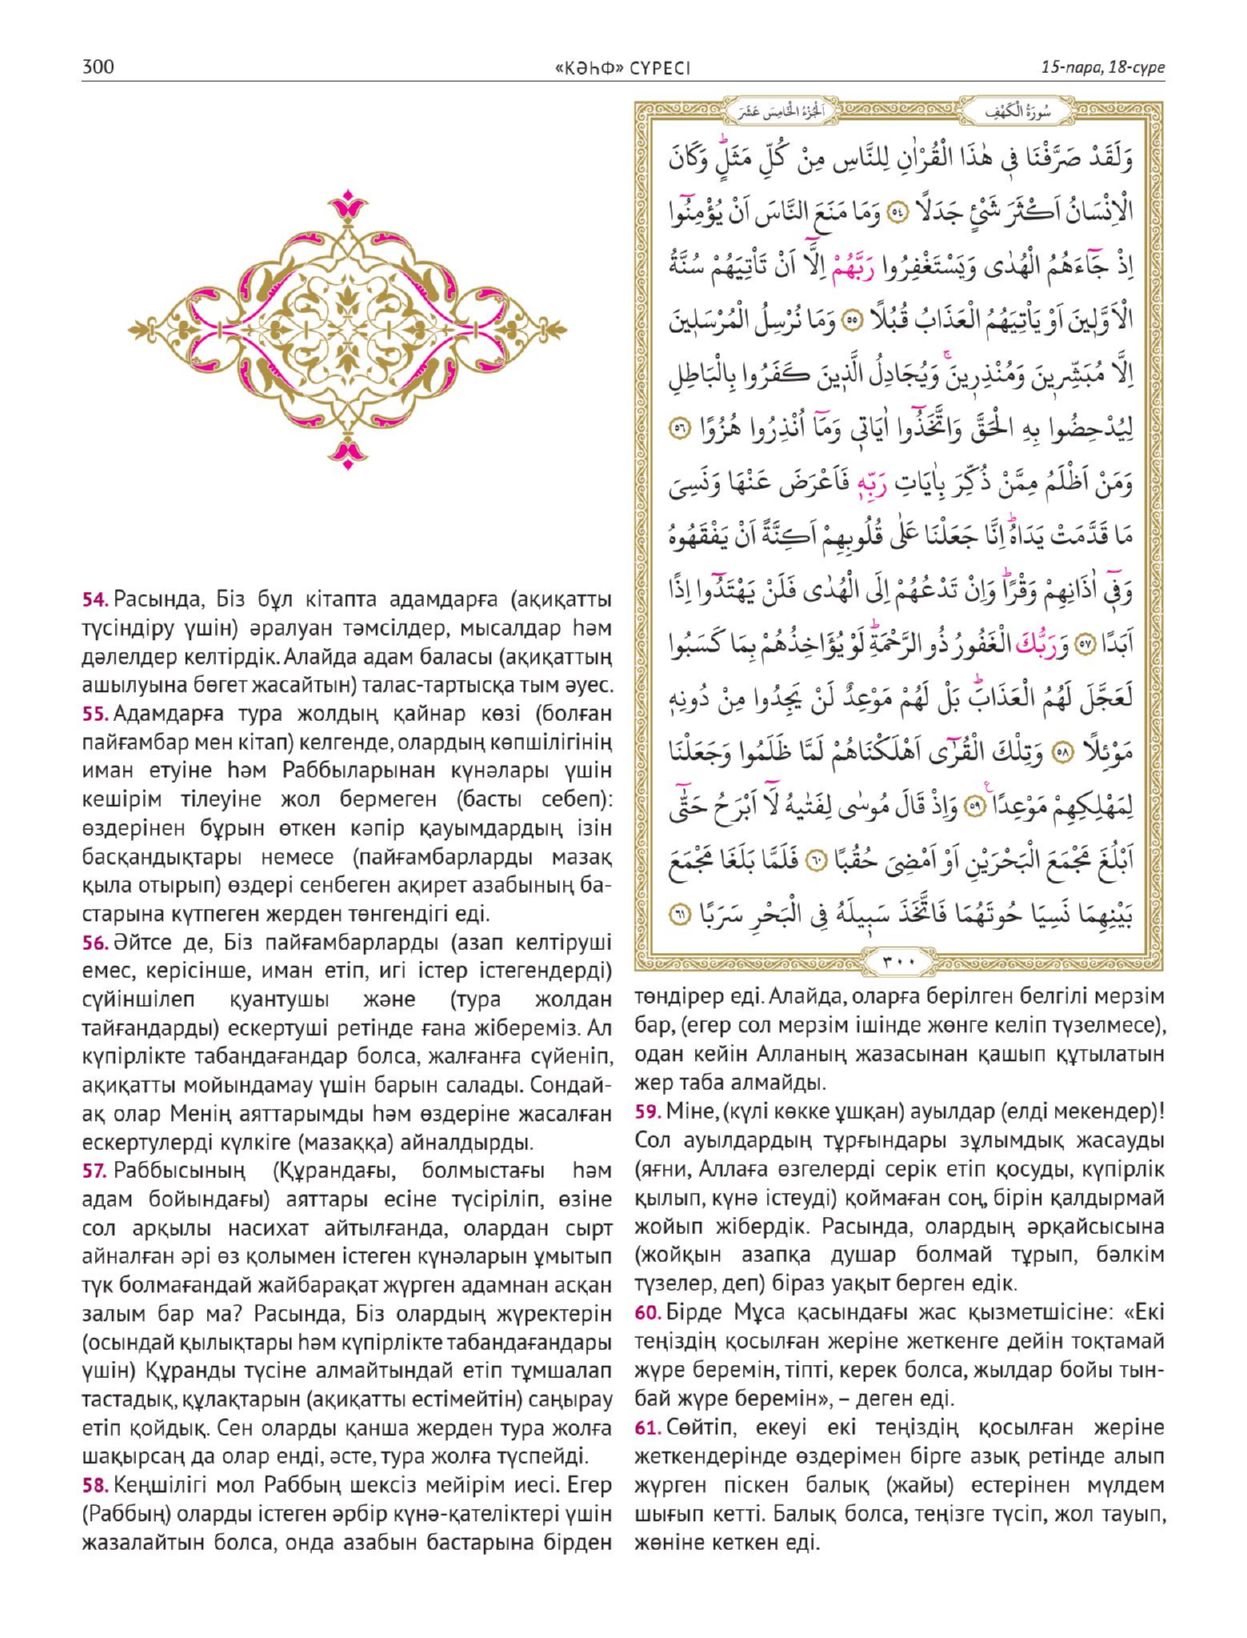 300
«КӘҺФ» СҮРЕСІ
15-пара, 18-сүре
سُورَةُ الْكَهْفِ
اَلْجُزْءُ الْخَامِسَ عَشَرَ
وَلَقَدْ صَرَّفْنَا فٖي هٰذَا الْقُرْاٰنِ لِلنَّاسِ مِنْ كُلِّ مَثَلٍؕ وَكَانَ
الْاِنْسَانُ اَكْثَرَ شَيْءٍ جَدَلًا ﴿٥٤﴾ وَمَا مَنَعَ النَّاسَ اَنْ يُؤْمِنُٓوا
اِذْ جَٓاءَهُمُ الْهُدٰى وَيَسْتَغْفِرُوا رَبَّهُمْ اِلَّٓا اَنْ تَأْتِيَهُمْ سُنَّةُ
الْاَوَّلٖينَ اَوْ يَأْتِيَهُمُ الْعَذَابُ قُبُلًا ﴿٥٥﴾ وَمَا نُرْسِلُ الْمُرْسَلٖينَ
اِلَّا مُبَشِّرٖينَ وَمُنْذِرٖينَۚ وَيُجَادِلُ الَّذٖينَ كَفَرُوا بِالْبَاطِلِ
لِيُدْحِضُوا بِهِ الْحَقَّ وَاتَّخَذُٓوا اٰيَاتٖي وَمَٓا اُنْذِرُوا هُزُوًا ﴿٥٦﴾
وَمَنْ اَظْلَمُ مِمَّنْ ذُكِّرَ بِاٰيَاتِ رَبِّهٖ فَاَعْرَضَ عَنْهَا وَنَسِيَ
مَا قَدَّمَتْ يَدَاهُؕ اِنَّا جَعَلْنَا عَلٰى قُلُوبِهِمْ اَكِنَّةً اَنْ يَفْقَهُوهُ
وَفٖٓي اٰذَانِهِمْ وَقْرًاؕ وَاِنْ تَدْعُهُمْ اِلَى الْهُدٰى فَلَنْ يَهْتَدُٓوا اِذًا
اَبَدًا ﴿٥٧﴾ وَرَبُّكَ الْغَفُورُ ذُو الرَّحْمَةِؕ لَوْ يُؤَاخِذُهُمْ بِمَا كَسَبُوا
لَعَجَّلَ لَهُمُ الْعَذَابَؕ بَلْ لَهُمْ مَوْعِدٌ لَنْ يَجِدُوا مِنْ دُونِهٖ
مَوْئِلًا ﴿٥٨﴾ وَتِلْكَ الْقُرٰٓى اَهْلَكْنَاهُمْ لَمَّا ظَلَمُوا وَجَعَلْنَا
لِمَهْلِكِهِمْ مَوْعِدًاࣖ ﴿٥٩﴾ وَاِذْ قَالَ مُوسٰى لِفَتٰيهُ لَٓا اَبْرَحُ حَتّٰٓى
اَبْلُغَ مَجْمَعَ الْبَحْرَيْنِ اَوْ اَمْضِيَ حُقُبًا ﴿٦٠﴾ فَلَمَّا بَلَغَا مَجْمَعَ
بَيْنِهِمَا نَسِيَا حُوتَهُمَا فَاتَّخَذَ سَبٖيلَهُ فِي الْبَحْرِ سَرَبًا ﴿٦١﴾
٣٠٠
54. Расында, Біз бұл кітапта адамдарға (ақиқатты
түсіндіру үшін) әралуан тәмсілдер, мысалдар һәм
дәлелдер келтірдік. Алайда адам баласы (ақиқаттың
ашылуына бөгет жасайтын) талас-тартысқа тым әуес.
55. Адамдарға тура жолдың қайнар көзі (болған
пайғамбар мен кітап) келгенде, олардың көпшілігінің
иман етуіне һәм Раббыларынан күнәлары үшін
кешірім тілеуіне жол бермеген (басты себеп):
өздерінен бұрын өткен кәпір қауымдардың ізін
басқандықтары немесе (пайғамбарларды мазақ
қыла отырып) өздері сенбеген ақирет азабының ба-
старына күтпеген жерден төнгендігі еді.
56. Әйтсе де, Біз пайғамбарларды (азап келтіруші
емес, керісінше, иман етіп, игі істер істегендерді)
сүйіншілеп қуантушы және (тура жолдан
тайғандарды) ескертуші ретінде ғана жібереміз. Ал
күпірлікте табандағандар болса, жалғанға сүйеніп,
ақиқатты мойындамау үшін барын салады. Сондай-
ақ олар Менің аяттарымды һәм өздеріне жасалған
ескертулерді күлкіге (мазаққа) айналдырды.
57. Раббысының (Құрандағы, болмыстағы һәм
адам бойындағы) аяттары есіне түсіріліп, өзіне
сол арқылы насихат айтылғанда, олардан сырт
айналған әрі өз қолымен істеген күнәларын ұмытып
түк болмағандай жайбарақат жүрген адамнан асқан
залым бар ма? Расында, Біз олардың жүректерін
(осындай қылықтары һәм күпірлікте табандағандары
үшін) Құранды түсіне алмайтындай етіп тұмшалап
тастадық, құлақтарын (ақиқатты естімейтін) саңырау
етіп қойдық. Сен оларды қанша жерден тура жолға
шақырсаң да олар енді, әсте, тура жолға түспейді.
58. Кеңшілігі мол Раббың шексіз мейірім иесі. Егер
(Раббың) оларды істеген әрбір күнә-қателіктері үшін
жазалайтын болса, онда азабын бастарына бірден
төндірер еді. Алайда, оларға берілген белгілі мерзім
бар, (егер сол мерзім ішінде жөнге келіп түзелмесе),
одан кейін Алланың жазасынан қашып құтылатын
жер таба алмайды.
59. Міне, (күлі көкке ұшқан) ауылдар (елді мекендер)!
Сол ауылдардың тұрғындары зұлымдық жасауды
(яғни, Аллаға өзгелерді серік етіп қосуды, күпірлік
қылып, күнә істеуді) қоймаған соң, бірін қалдырмай
жойып жібердік. Расында, олардың әрқайсысына
(жойқын азапқа душар болмай тұрып, бәлкім
түзелер, деп) біраз уақыт берген едік.
60. Бірде Мұса қасындағы жас қызметшісіне: «Екі
теңіздің қосылған жеріне жеткенге дейін тоқтамай
жүре беремін, тіпті, керек болса, жылдар бойы тын-
бай жүре беремін», – деген еді.
61. Сөйтіп, екеуі екі теңіздің қосылған жеріне
жеткендерінде өздерімен бірге азық ретінде алып
жүрген піскен балық (жайы) естерінен мүлдем
шығып кетті. Балық болса, теңізге түсіп, жол тауып,
жөніне кеткен еді.